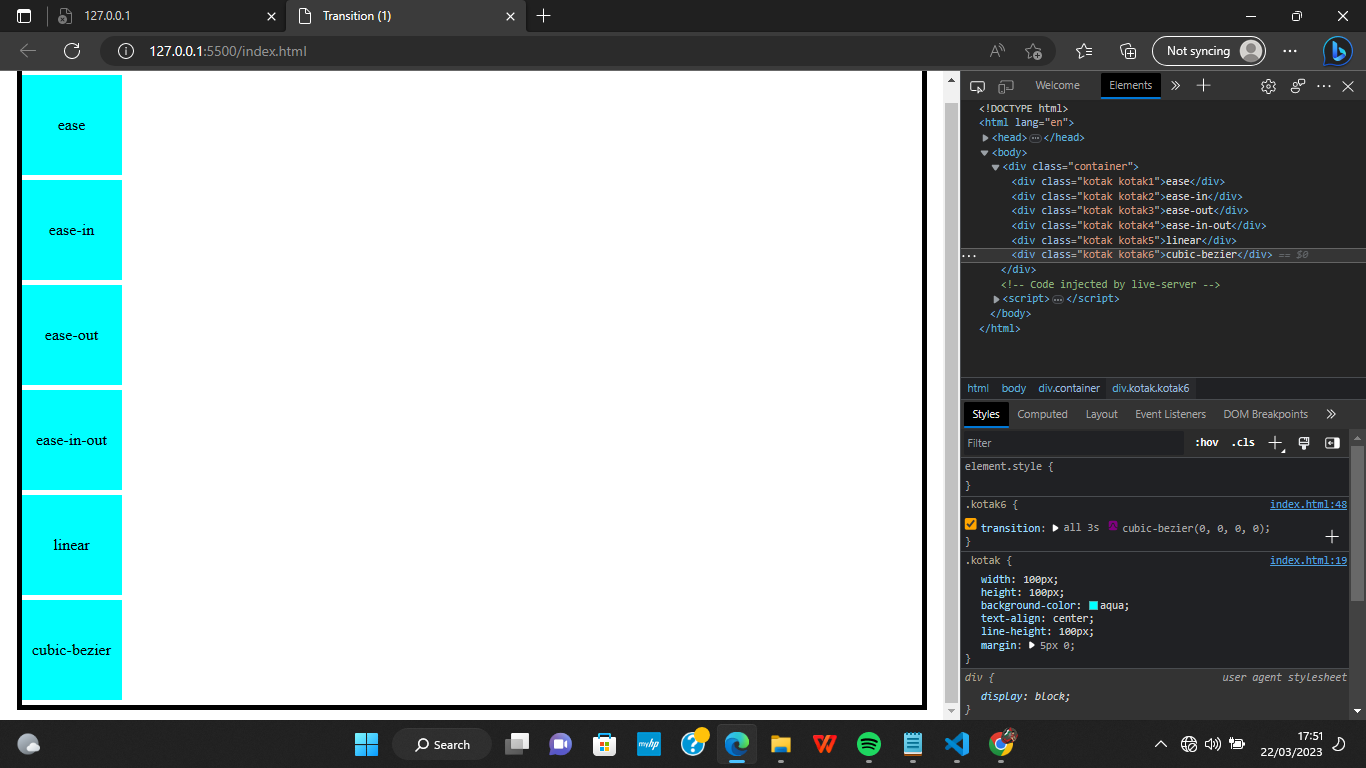 127.0.0.1
Transition (1)
127.0.0.1:5500/index.html
Not syncing
ease
ease-in
ease-out
ease-in-out
linear
cubic-bezier
Welcome
Elements
<!DOCTYPE html>
<html lang="en">
<head>…</head>
<body>
<div class="container">
<div class="kotak kotak1">ease</div>
<div class="kotak kotak2">ease-in</div>
<div class="kotak kotak3">ease-out</div>
<div class="kotak kotak4">ease-in-out</div>
<div class="kotak kotak5">linear</div>
... <div class="kotak kotak6">cubic-bezier</div> == $0
</div>
<!-- Code injected by live-server -->
<script>…</script>
</body>
</html>
html body div.container div.kotak.kotak6
Styles Computed Layout Event Listeners DOM Breakpoints
Filter :hov .cls
element.style {
}
.kotak6 { index.html:48
transition: all 3s cubic-bezier(0, 0, 0, 0);
}
.kotak { index.html:19
width: 100px;
height: 100px;
background-color: aqua;
text-align: center;
line-height: 100px;
margin: 5px 0;
}
div { user agent stylesheet
display: block;
}
Search
myhp
17:51
22/03/2023